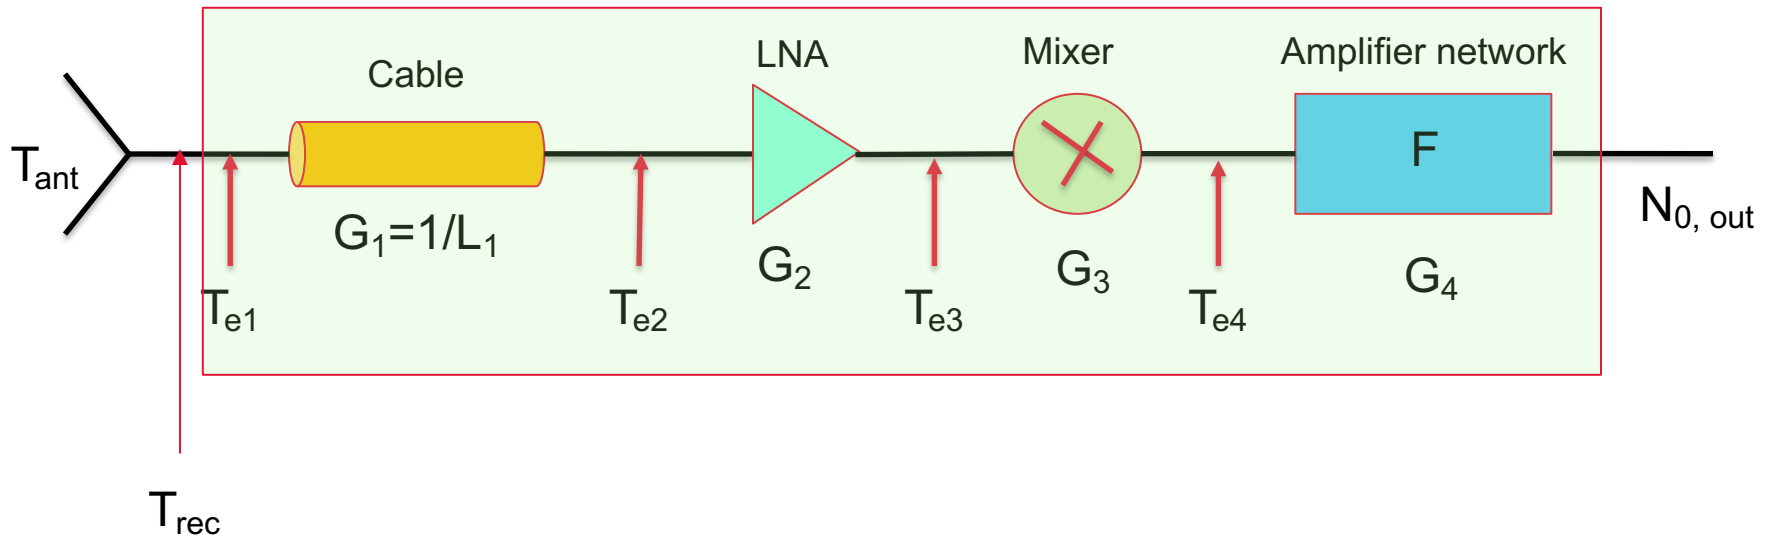 Cable
LNA
Mixer
Amplifier network
T_ant
F
G_1=1/L_1
G_2
G_3
G_4
N_0, out
T_e1
T_e2
T_e3
T_e4
T_rec